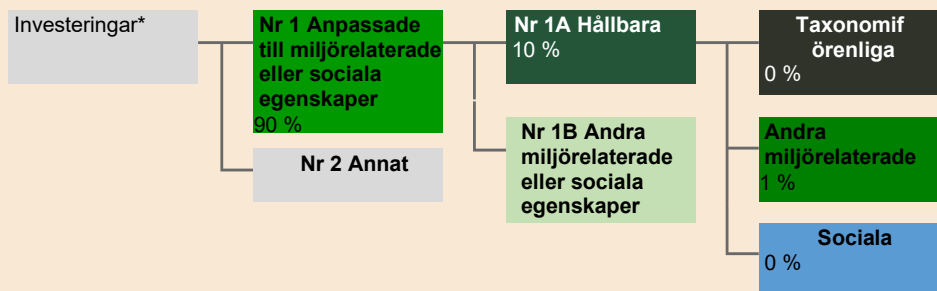 Investeringar*
Nr 1 Anpassade
till miljörelaterade
eller sociala
egenskaper
90 %
Nr 2 Annat
Nr 1A Hållbara
10 %
Nr 1B Andra
miljörelaterade
eller sociala
egenskaper
Taxonomif
örenliga
0 %
Andra
miljörelaterade
1 %
Sociala
0 %